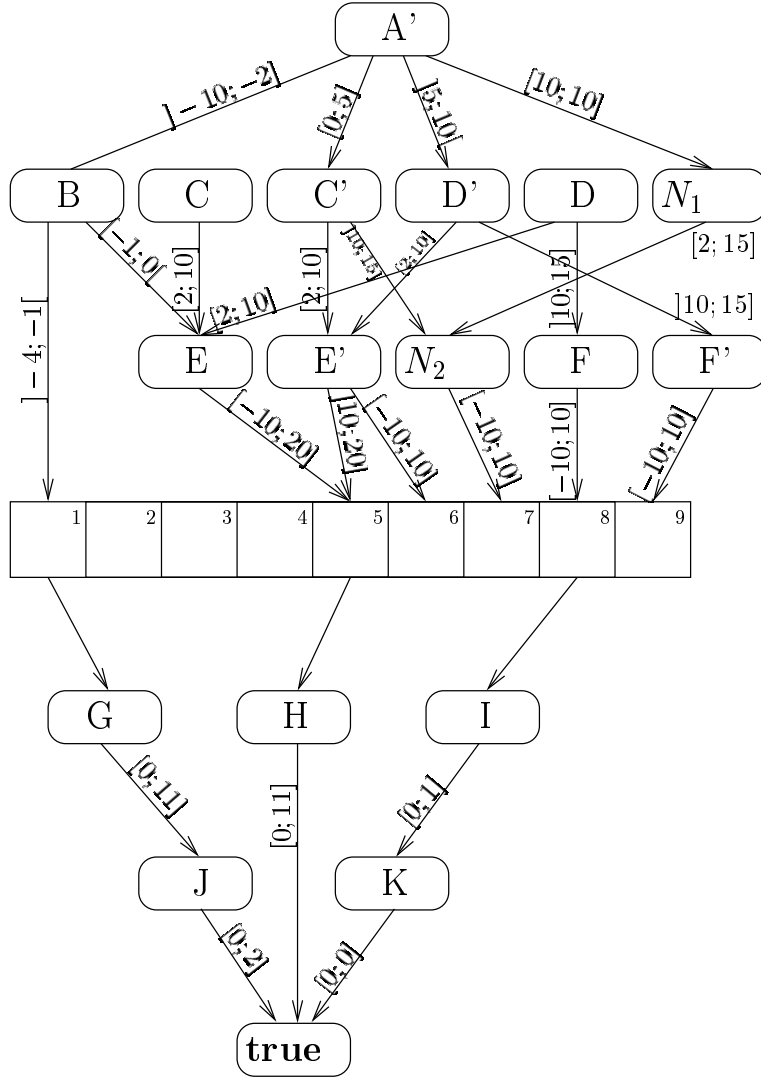 A'
]−10;−2]
[0;5]
]5;10[
[10;10]
B
C
C'
D'
D
N1
[−1;0[
[2;10]
[2;10]
[2;10]
]10;15]
[2;10]
]10;15]
]10;15]
[2;15]
]−4;−1[
E
E'
N2
F
F'
[−10;20]
]10;20]
[−10;10]
[−10;10]
[−10;10]
[−10;10]
1 2 3 4 5 6 7 8 9
G
H
I
[0;11]
[0;11]
[0;1]
J
K
[0;2]
[0;0]
true